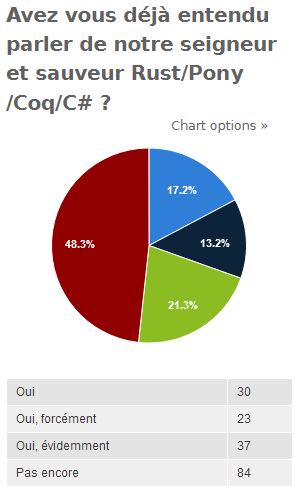 Avez vous déjà entendu
parler de notre seigneur
et sauveur Rust/Pony
/Coq/C# ?
Chart options »
17.2%
48.3%
13.2%
21.3%
Oui 30
Oui, forcément 23
Oui, évidemment 37
Pas encore 84